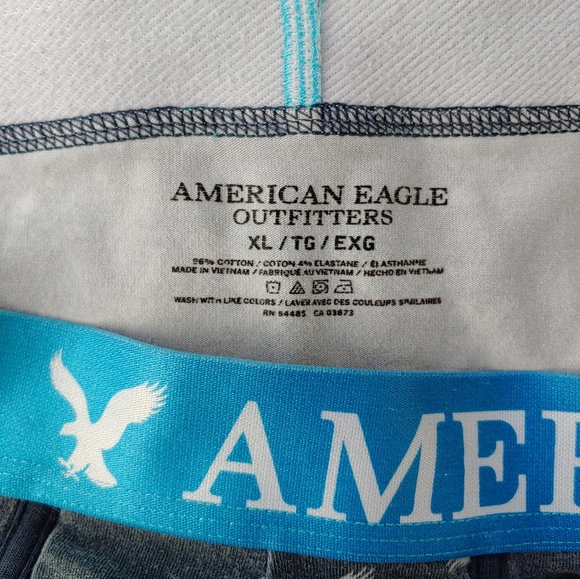 AMERICAN EAGLE
OUTFITTERS
XL / TG / EXG
96% COTTON / COTON 4% ELASTANE / ÉLASTHANNE
MADE IN VIETNAM / FABRIQUÉ AU VIETNAM / HECHO EN VIETNAM
WASH WITH LIKE COLORS / LAVER AVEC DES COULEURS SIMILAIRES
RN 54485 CA 03873
AMER